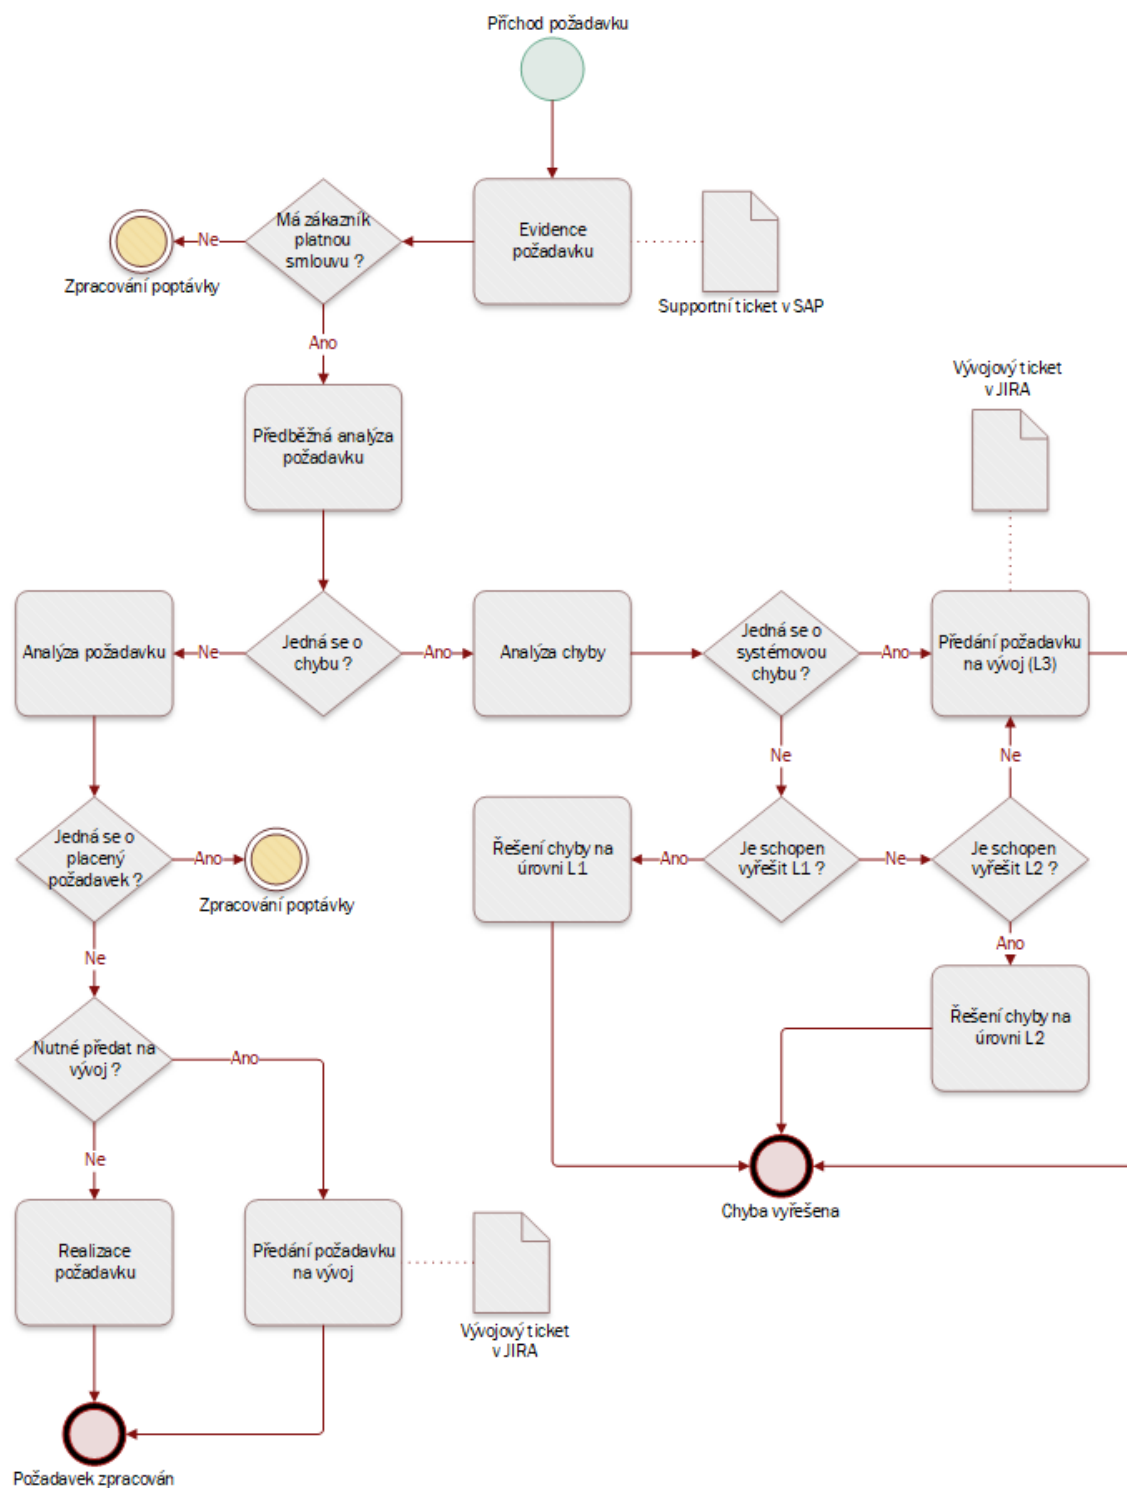 Příchod požadavku
Má zákazník
platnou
smlouvu ?
Evidence
požadavku
Ne
Zpracování poptávky
Supportní ticket v SAP
Ano
Vývojový ticket
v JIRA
Předběžná analýza
požadavku
Analýza požadavku
Ne
Jedná se o
chybu ?
Ano
Analýza chyby
Jedná se o
systémovou
chybu ?
Ano
Předání požadavku
na vývoj (L3)
Ne
Ne
Jedná se o
placený
požadavek ?
Ano
Zpracování poptávky
Řešení chyby na
úrovni L1
Ano
Je schopen
vyřešit L1 ?
Ne
Je schopen
vyřešit L2 ?
Ne
Ano
Řešení chyby na
úrovni L2
Nutné předat na
vývoj ?
Ano
Ne
Chyba vyřešena
Realizace
požadavku
Předání požadavku
na vývoj
Vývojový ticket
v JIRA
Požadavek zpracován